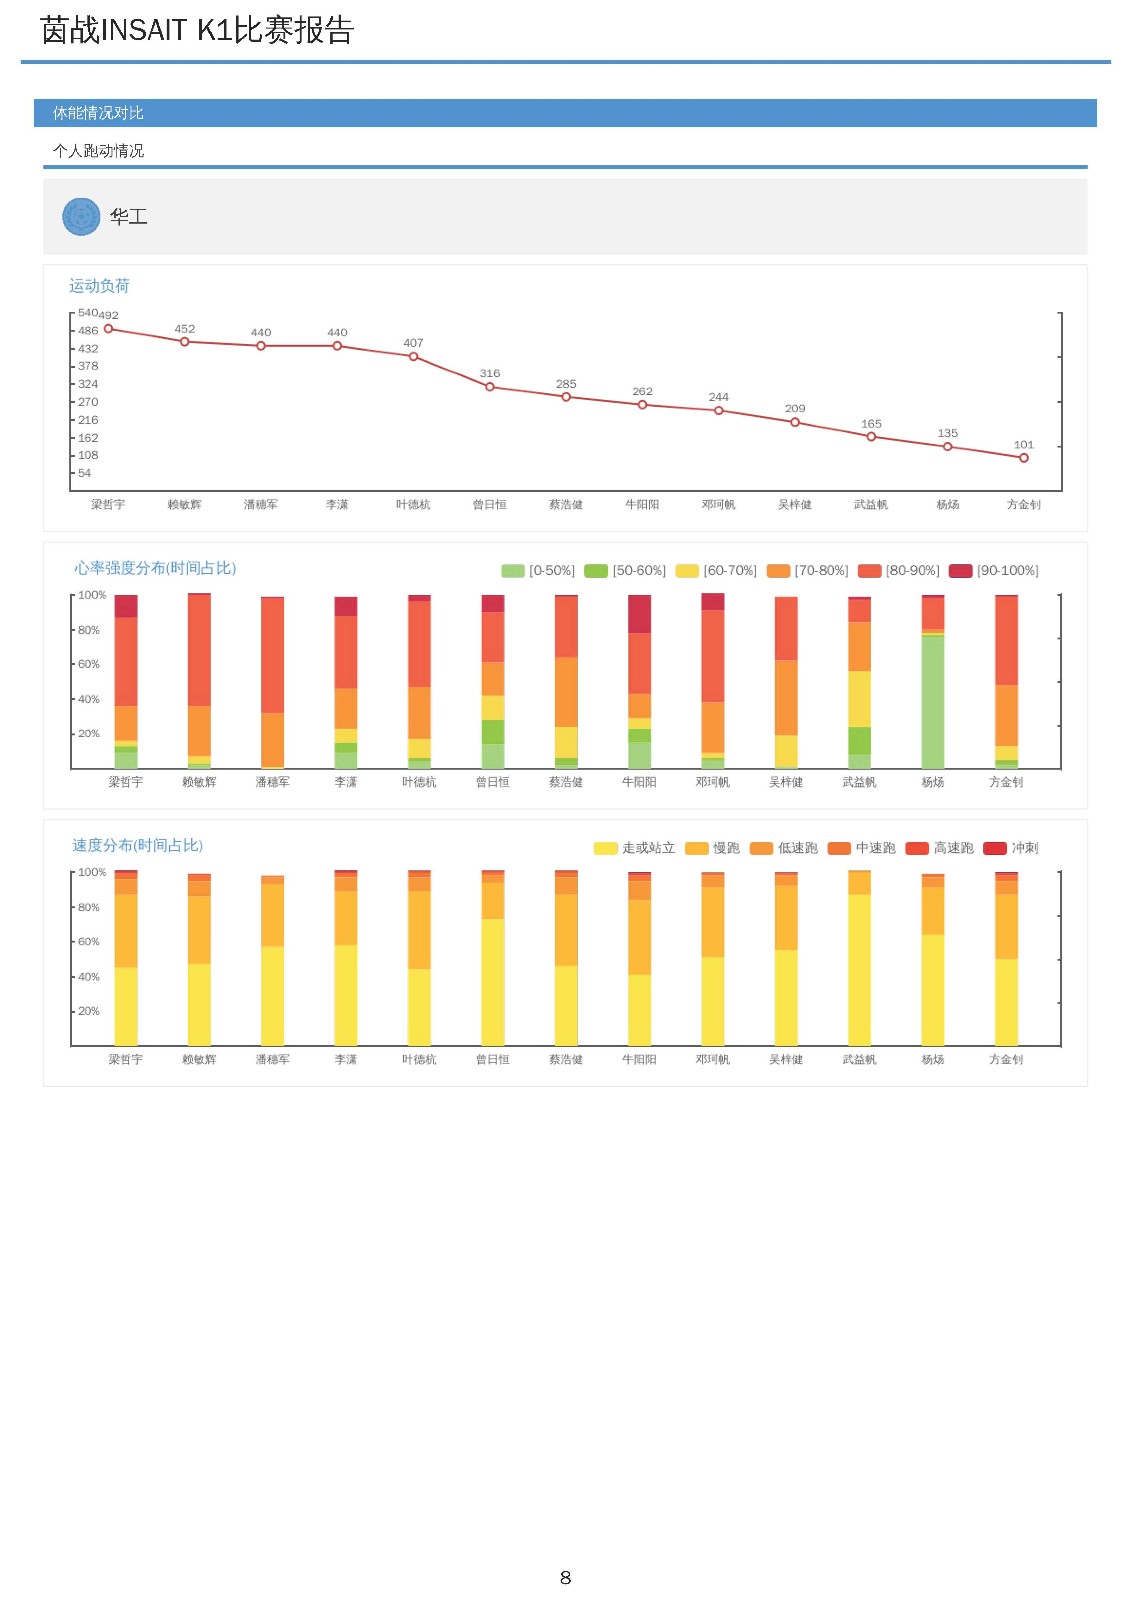 茵战INSAIT K1比赛报告
体能情况对比
个人跑动情况
华工
运动负荷
540
486
432
378
324
270
216
162
108
54
492
452
440
440
407
316
285
262
244
209
165
135
101
梁哲宇 赖敏辉 潘穗军 李潇 叶德杭 曾日恒 蔡浩健 牛阳阳 邓珂帆 吴梓健 武益帆 杨炀 方金钊
心率强度分布(时间占比)
[0-50%] [50-60%] [60-70%] [70-80%] [80-90%] [90-100%]
100%
80%
60%
40%
20%
梁哲宇 赖敏辉 潘穗军 李潇 叶德杭 曾日恒 蔡浩健 牛阳阳 邓珂帆 吴梓健 武益帆 杨炀 方金钊
速度分布(时间占比)
走或站立 慢跑 低速跑 中速跑 高速跑 冲刺
100%
80%
60%
40%
20%
梁哲宇 赖敏辉 潘穗军 李潇 叶德杭 曾日恒 蔡浩健 牛阳阳 邓珂帆 吴梓健 武益帆 杨炀 方金钊
8